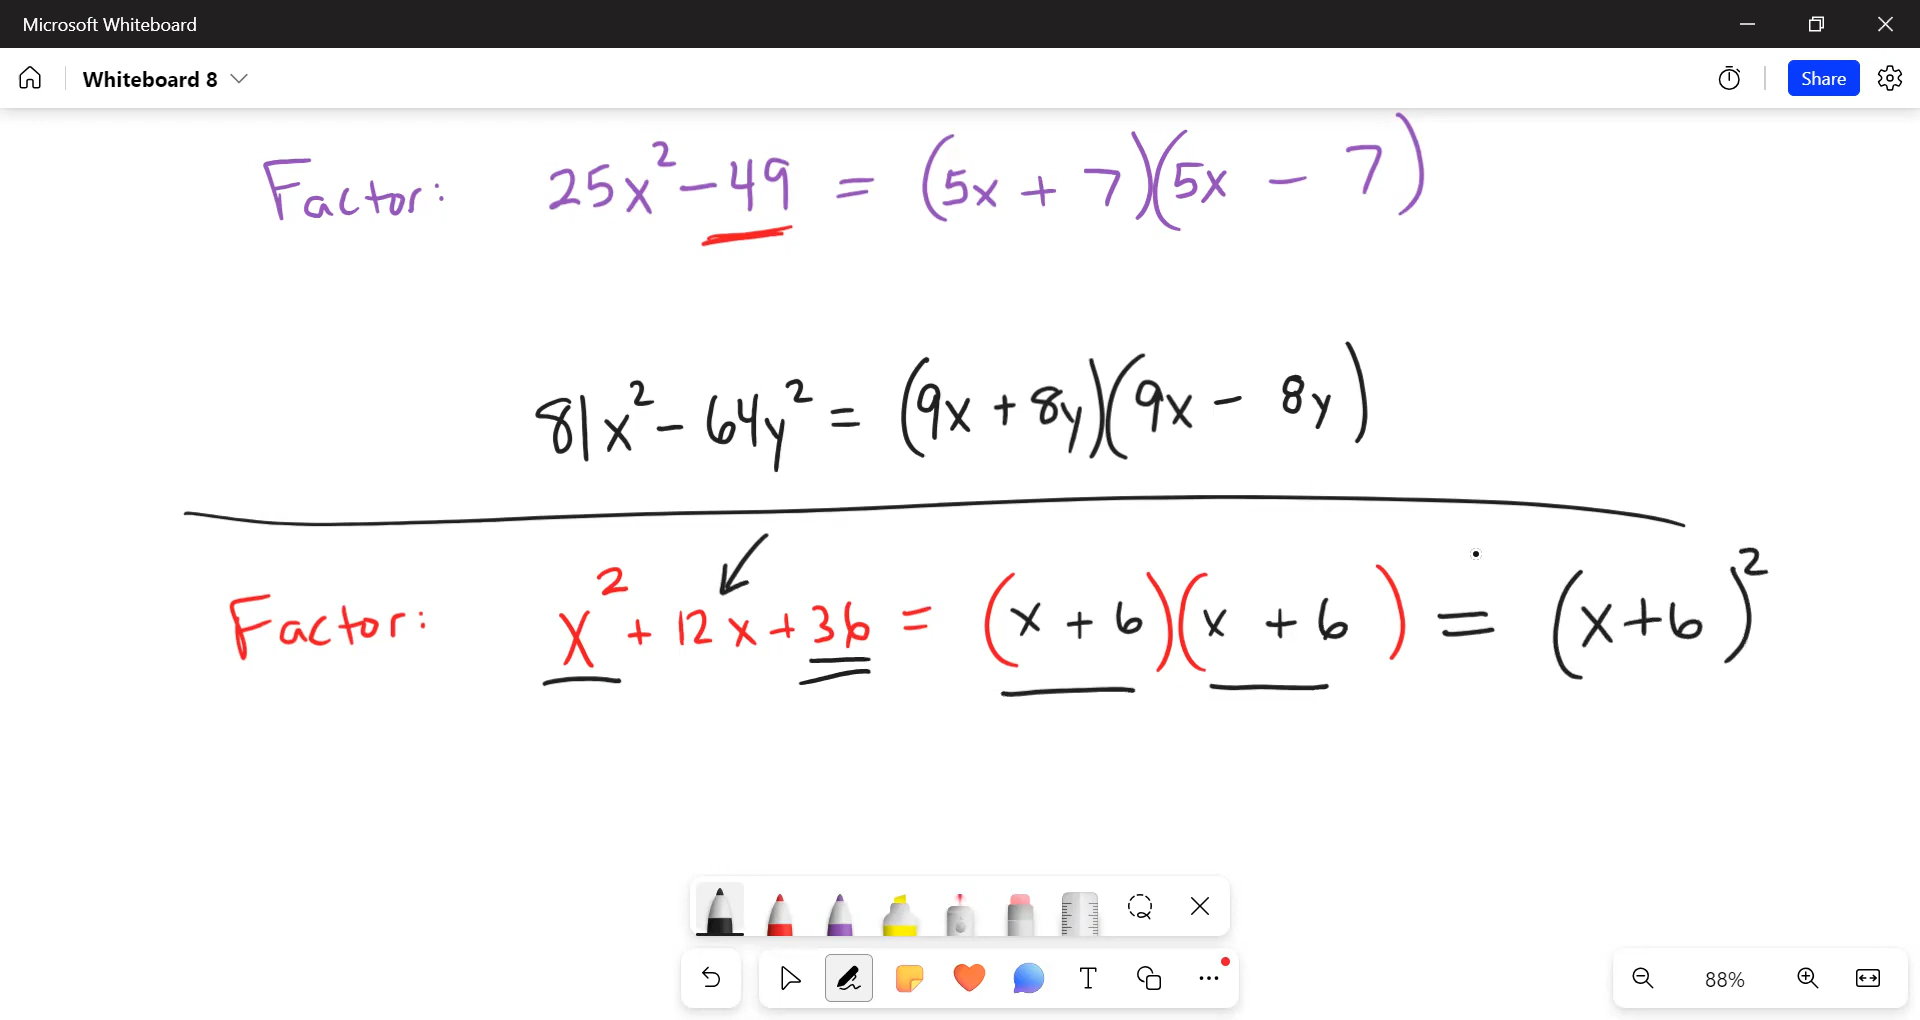 Microsoft Whiteboard
Whiteboard 8
Share
Factor: 25x² - 49 = (5x + 7)(5x - 7)
81x² - 64y² = (9x + 8y)(9x - 8y)
Factor: x² + 12x + 36 = (x + 6)(x + 6) = (x+6)²
T
88%